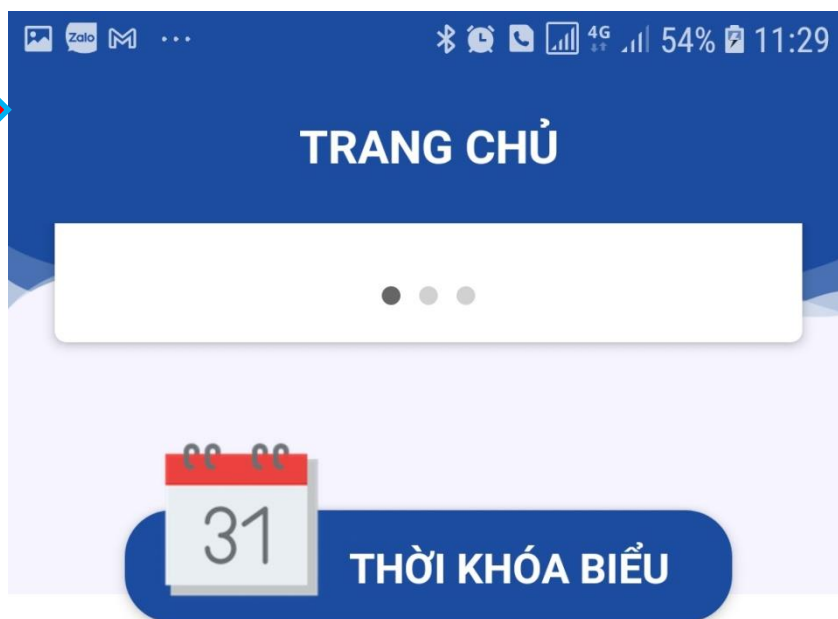 Zalo 4G 54% 11:29
TRANG CHỦ
31
THỜI KHÓA BIỂU